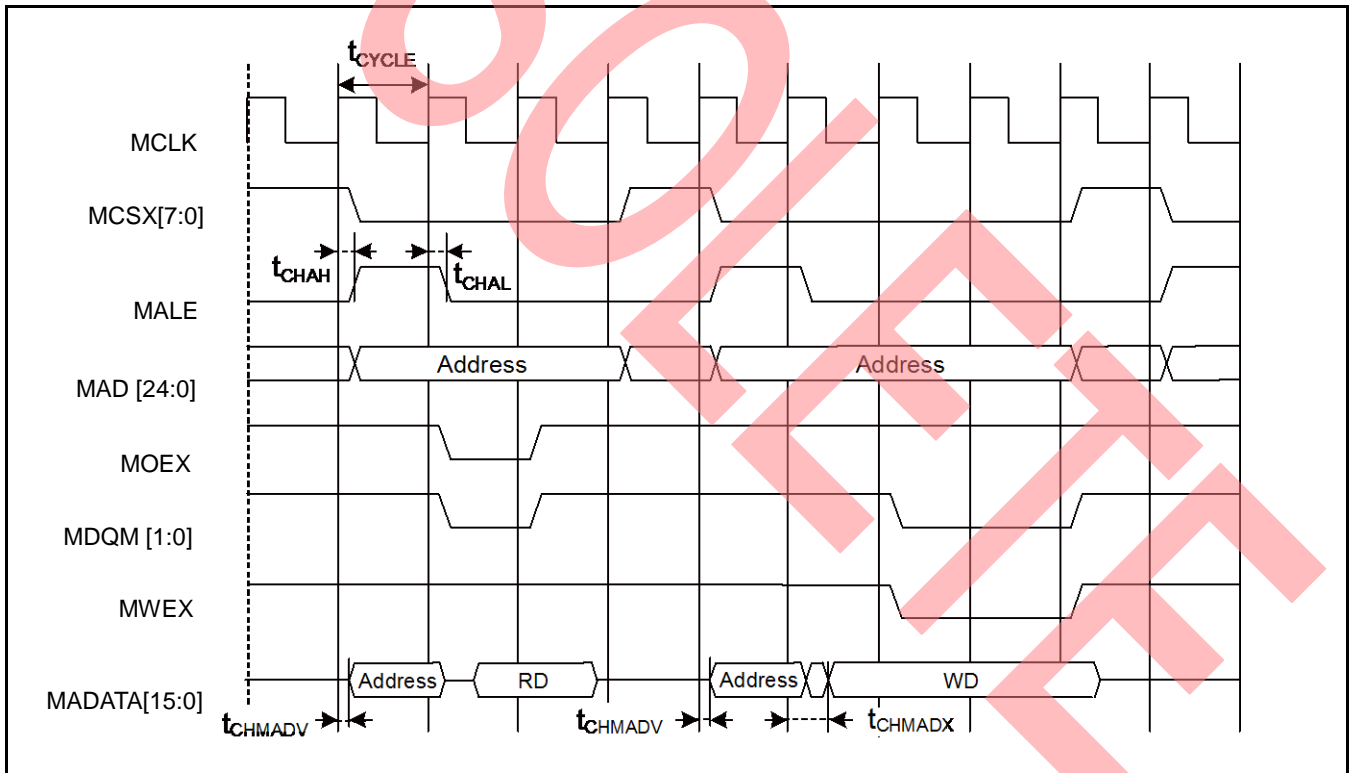 tCYCLE
MCLK
MCSX[7:0]
tCHAH
tCHAL
MALE
Address
Address
MAD [24:0]
MOEX
MDQM [1:0]
MWEX
Address
RD
Address
WD
MADATA[15:0]
tCHMADV
tCHMADV
tCHMADX
SOLETE